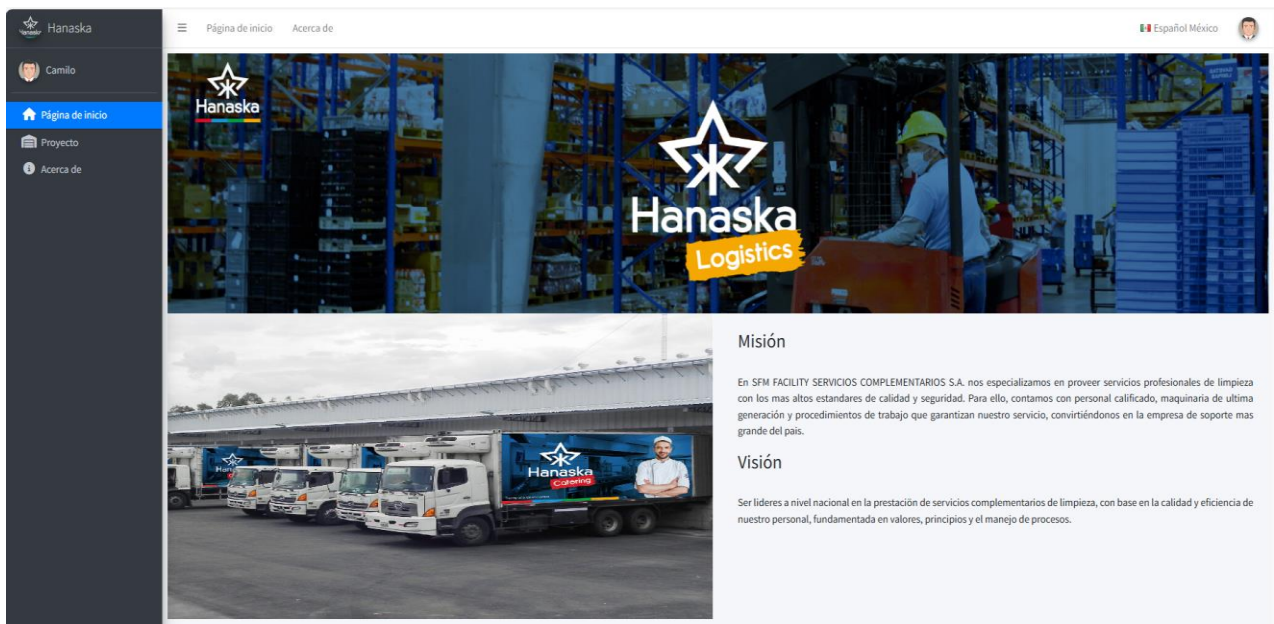 Hanaska
Página de inicio
Acerca de
Español México
Camilo
Página de inicio
Proyecto
Acerca de
Hanaska
Hanaska
Logistics
Hanaska
Catering
Misión
En SFM FACILITY SERVICIOS COMPLEMENTARIOS S.A. nos especializamos en proveer servicios profesionales de limpieza
con los mas altos estandares de calidad y seguridad. Para ello, contamos con personal calificado, maquinaria de ultima
generación y procedimientos de trabajo que garantizan nuestro servicio, convirtiéndonos en la empresa de soporte mas
grande del pais.
Visión
Ser lideres a nivel nacional en la prestación de servicios complementarios de limpieza, con base en la calidad y eficiencia de
nuestro personal, fundamentada en valores, principios y el manejo de procesos.